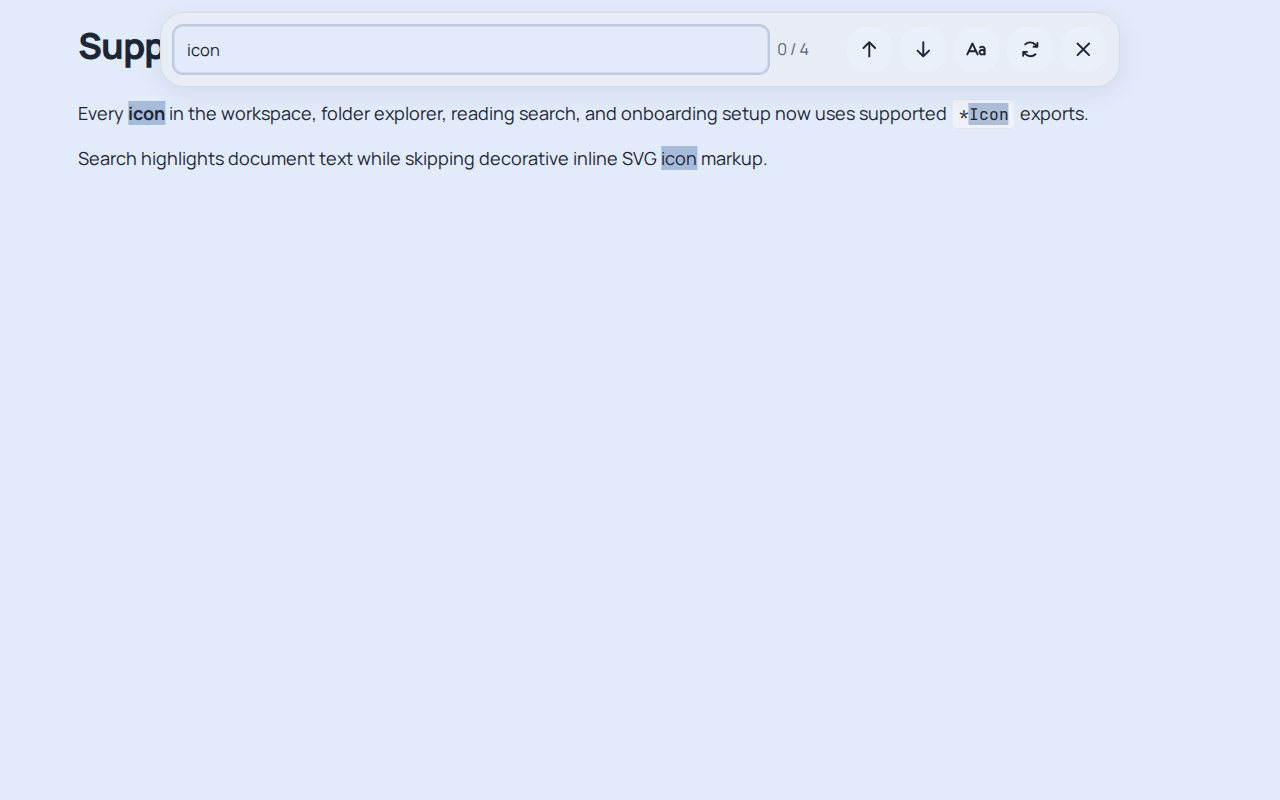 Supp
icon
0 / 4
Aa
Every icon in the workspace, folder explorer, reading search, and onboarding setup now uses supported *Icon exports.
Search highlights document text while skipping decorative inline SVG icon markup.